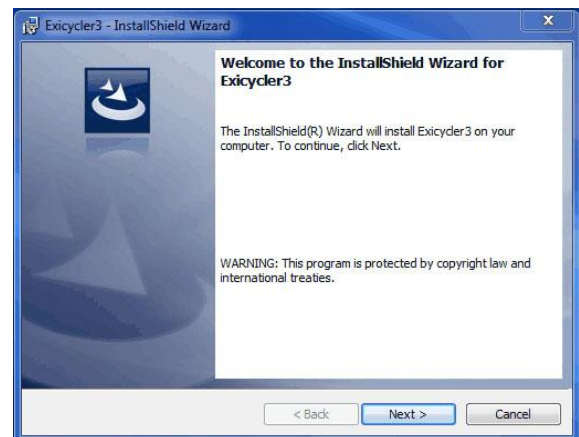 Exicycler3 - InstallShield Wizard
X
Welcome to the InstallShield Wizard for
Exicycler3
The InstallShield(R) Wizard will install Exicycler3 on your
computer. To continue, click Next.
WARNING: This program is protected by copyright law and
international treaties.
< Back Next > Cancel